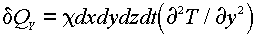 δQ_y = χdxdydzdt(∂²T / ∂y²)